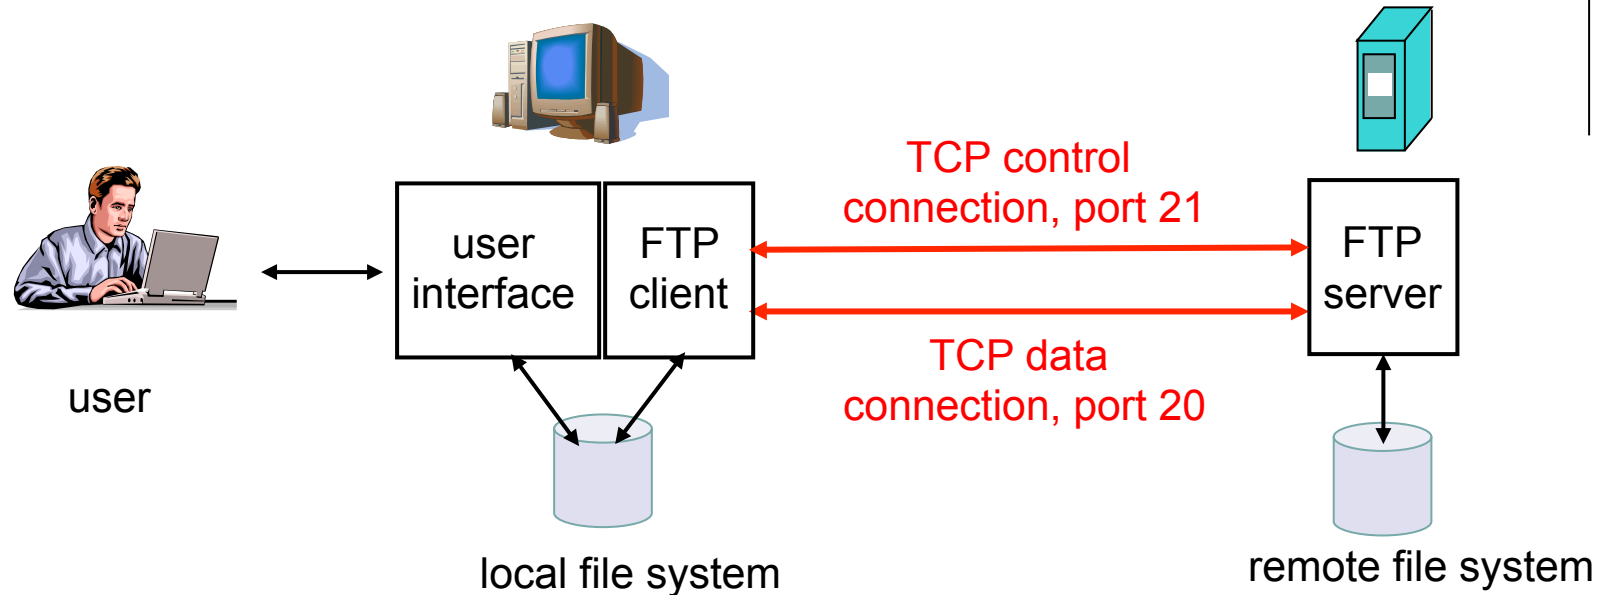 TCP control
connection, port 21
user
interface
FTP
client
FTP
server
TCP data
connection, port 20
user
local file system
remote file system